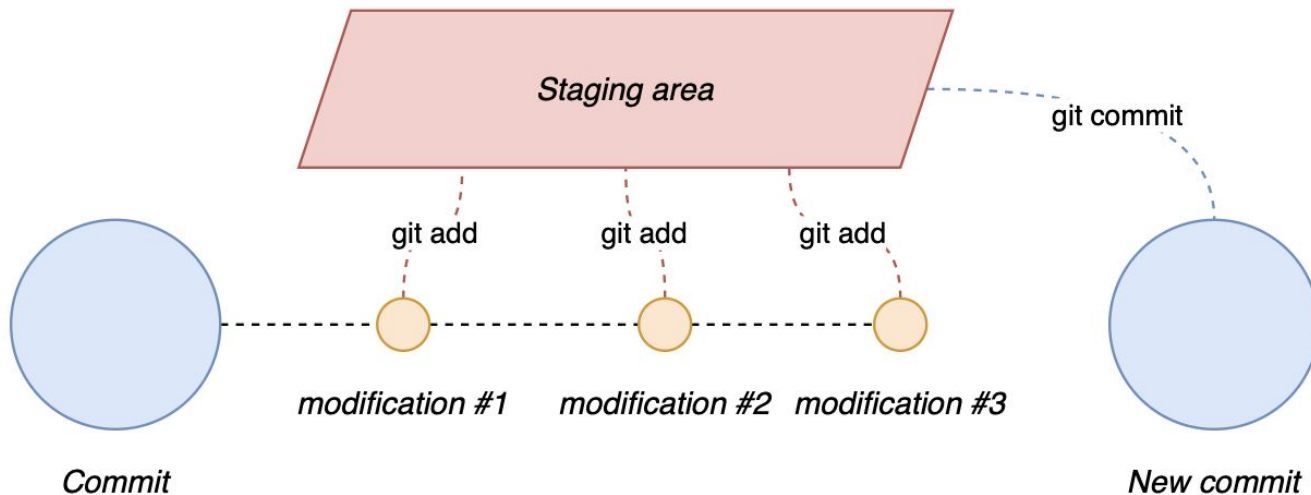 Staging area
git commit
git add
git add
git add
modification #1
modification #2
modification #3
Commit
New commit